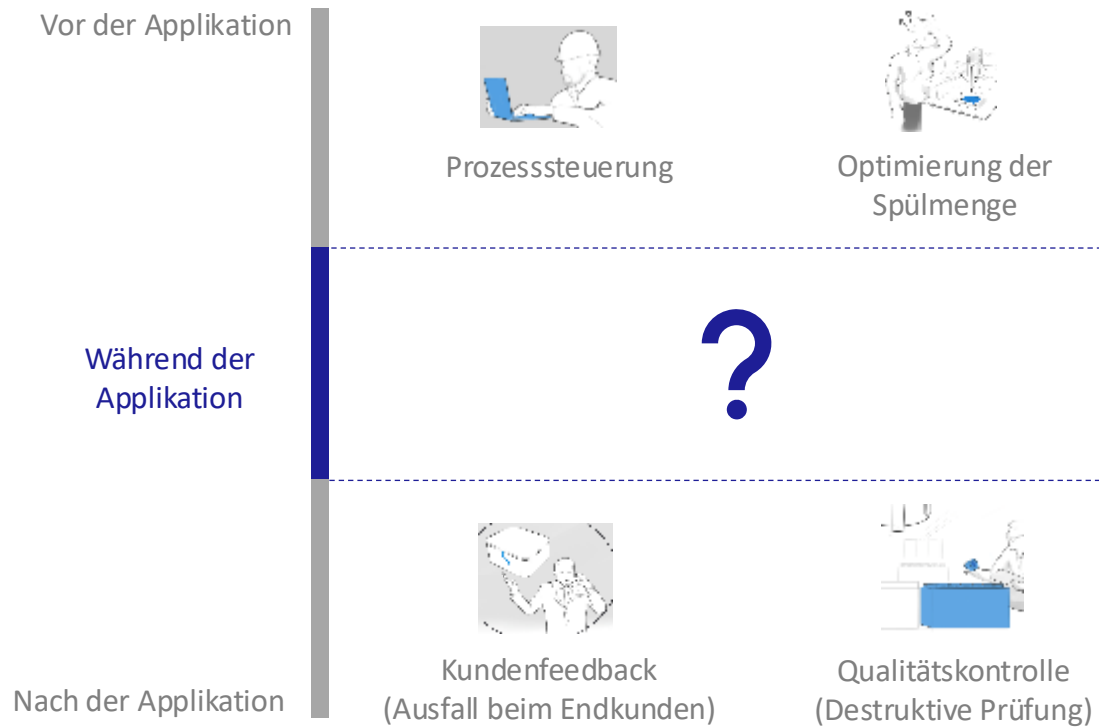 Vor der Applikation
Prozesssteuerung
Optimierung der
Spülmenge
Während der
Applikation
?
Kundenfeedback
(Ausfall beim Endkunden)
Qualitätskontrolle
(Destruktive Prüfung)
Nach der Applikation